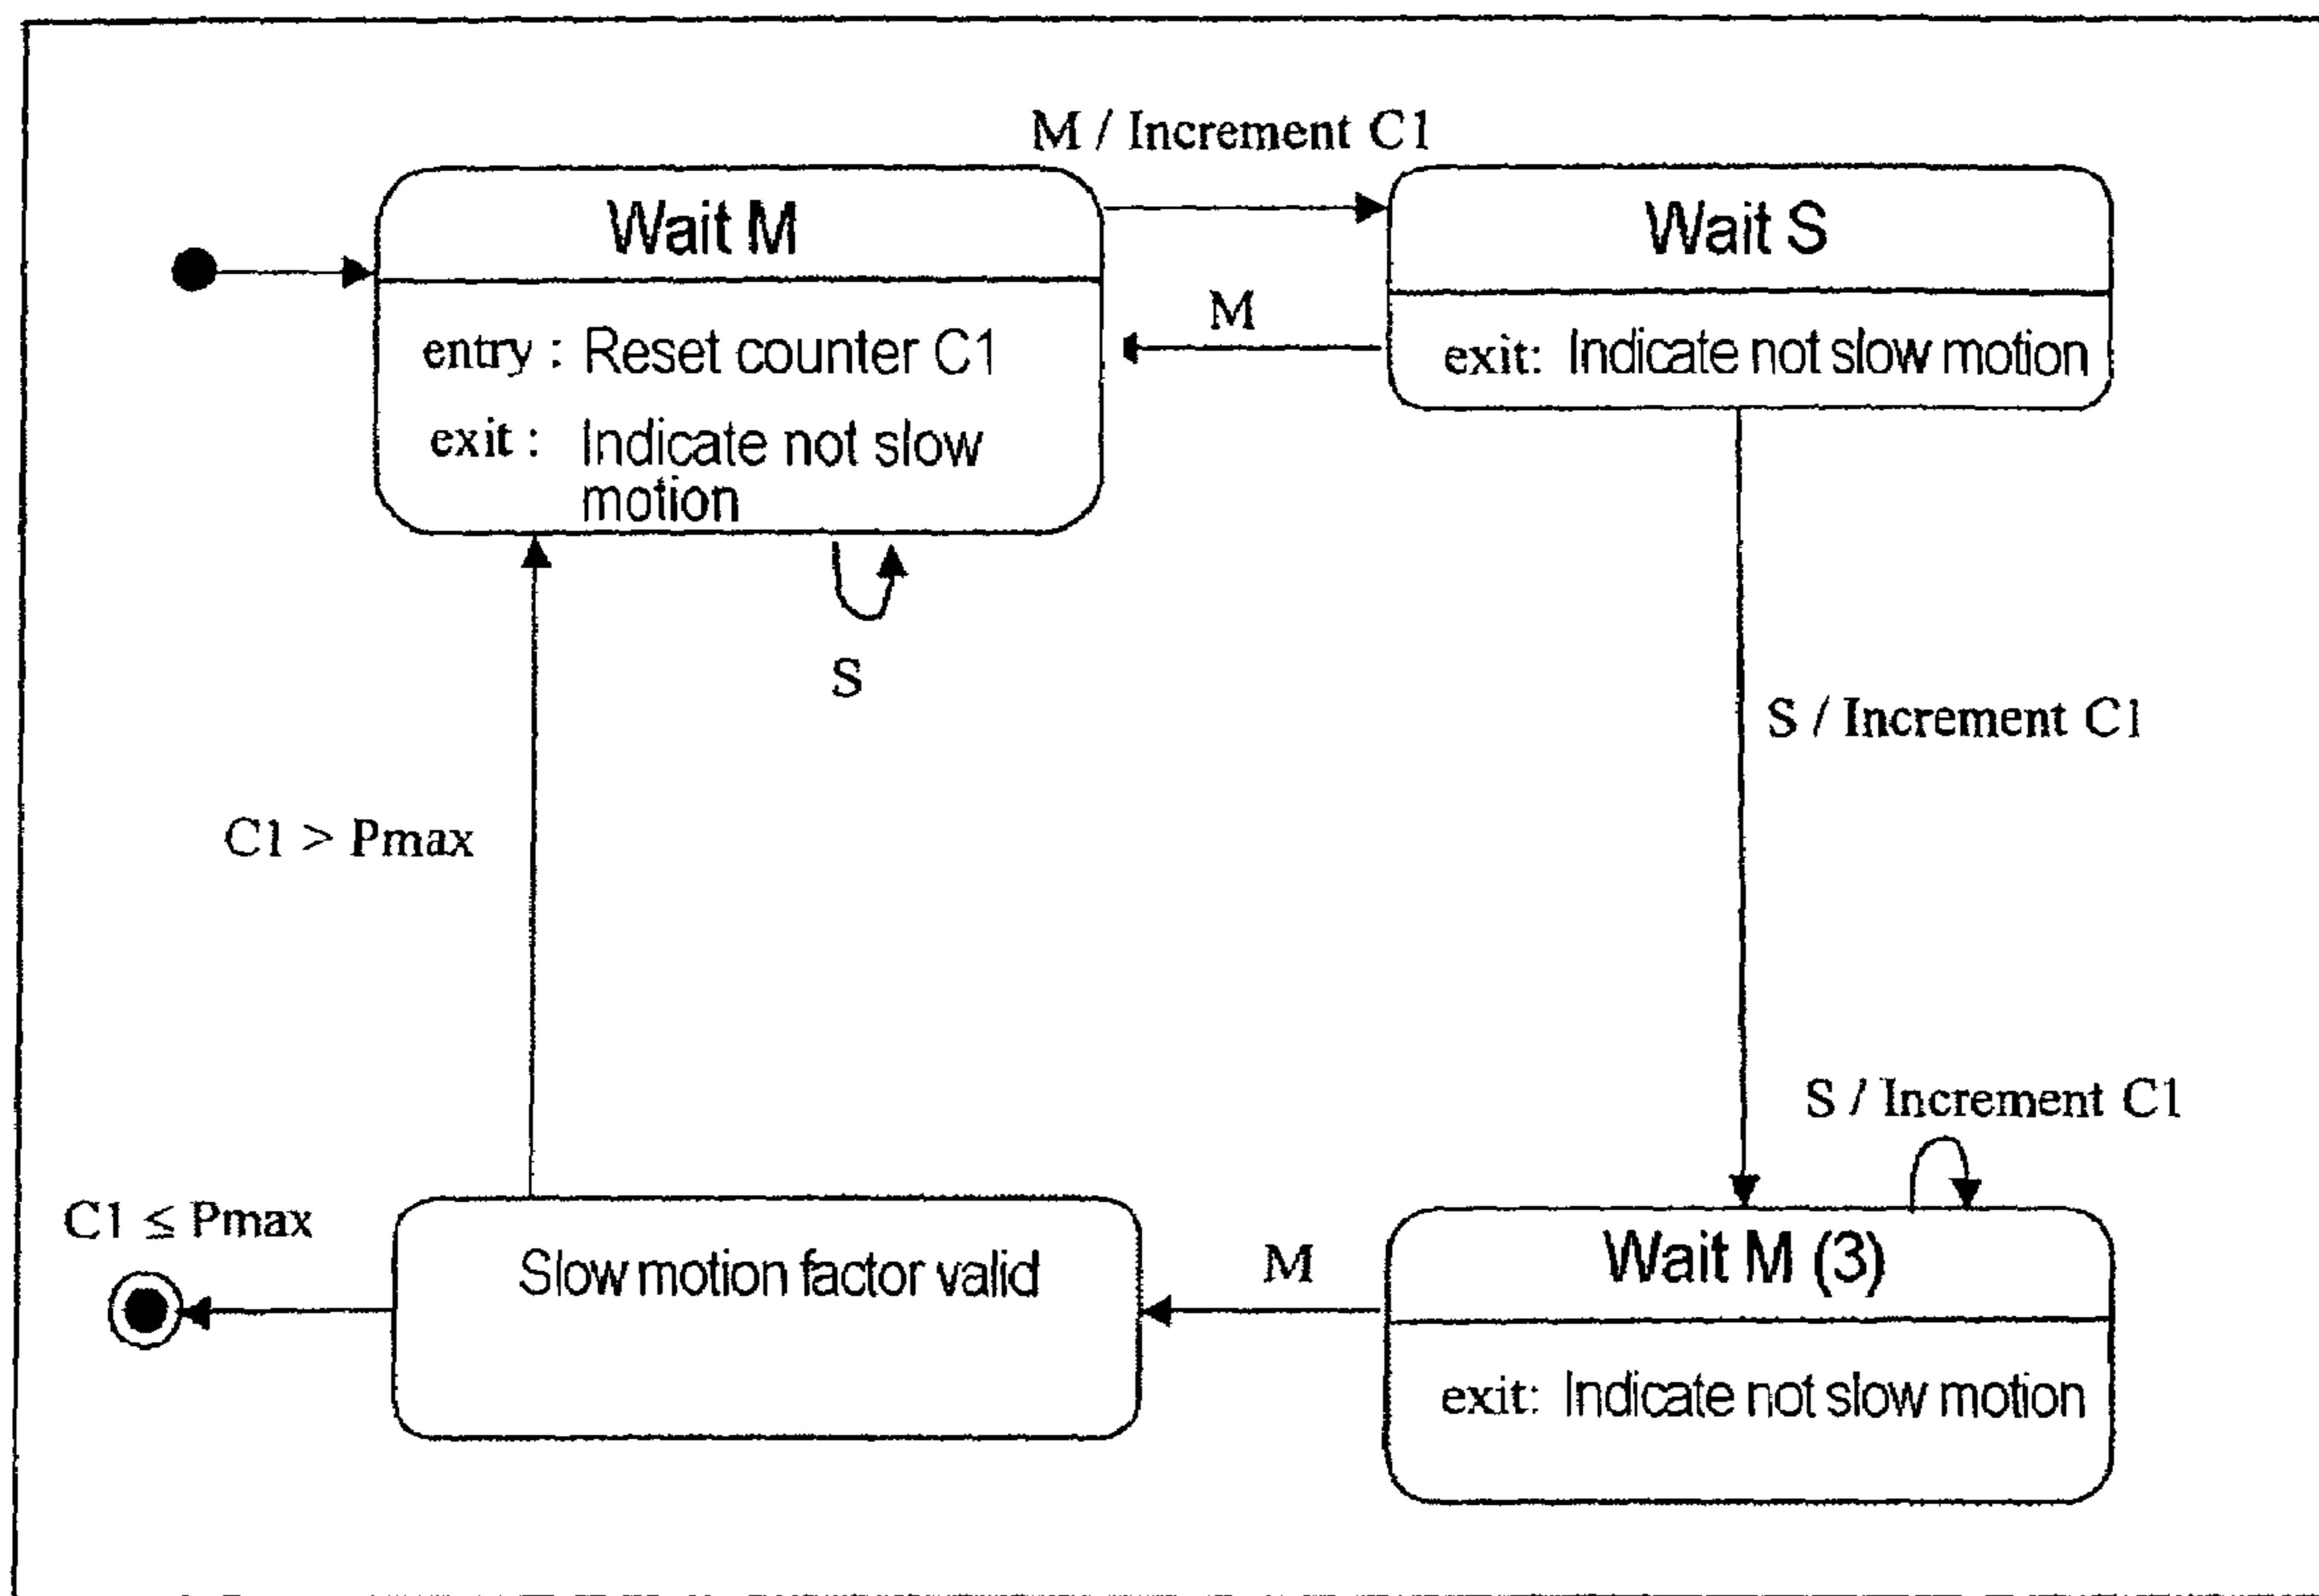 M / Increment C1
Wait M
entry : Reset counter C1
exit : Indicate not slow
motion
Wait S
exit: Indicate not slow motion
M
S
S / Increment C1
C1 > Pmax
S / Increment C1
C1 ≤ Pmax
Slow motion factor valid
M
Wait M (3)
exit: Indicate not slow motion